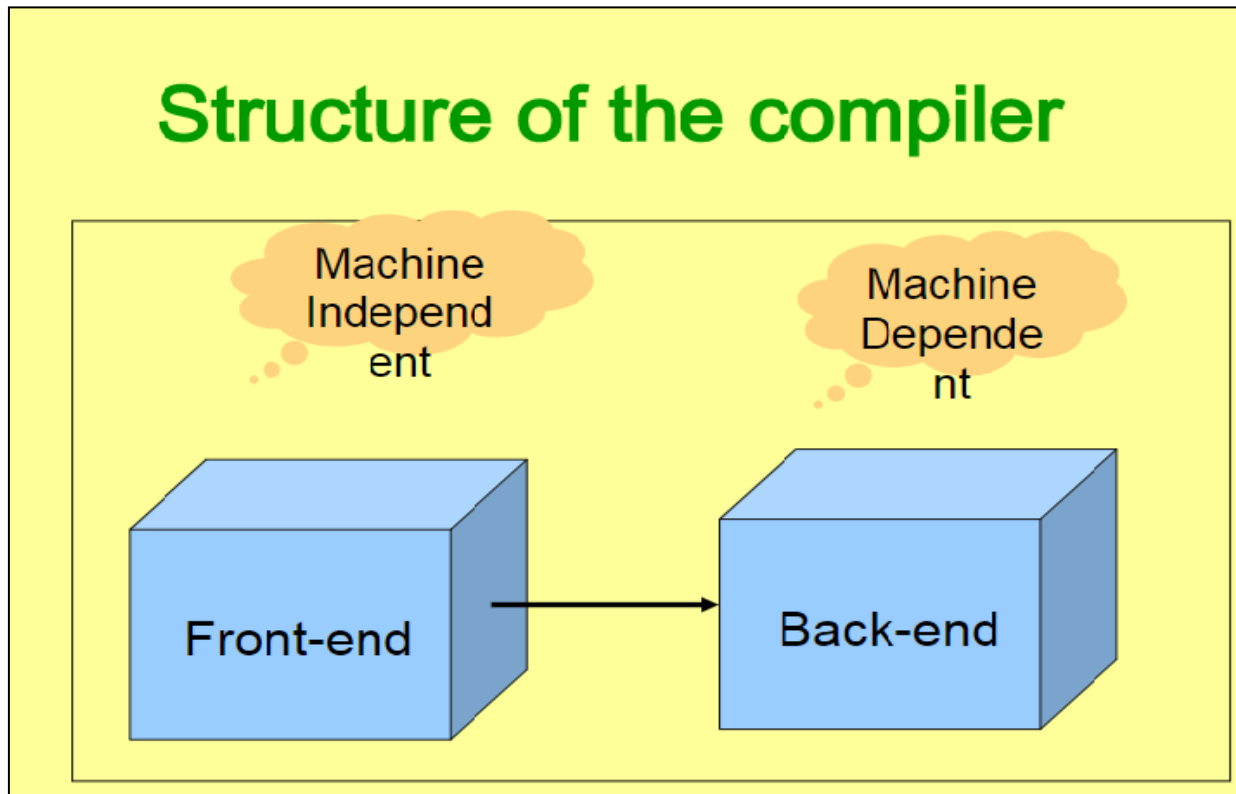 Structure of the compiler
Machine
Independ
ent
Machine
Depende
nt
Front-end
Back-end